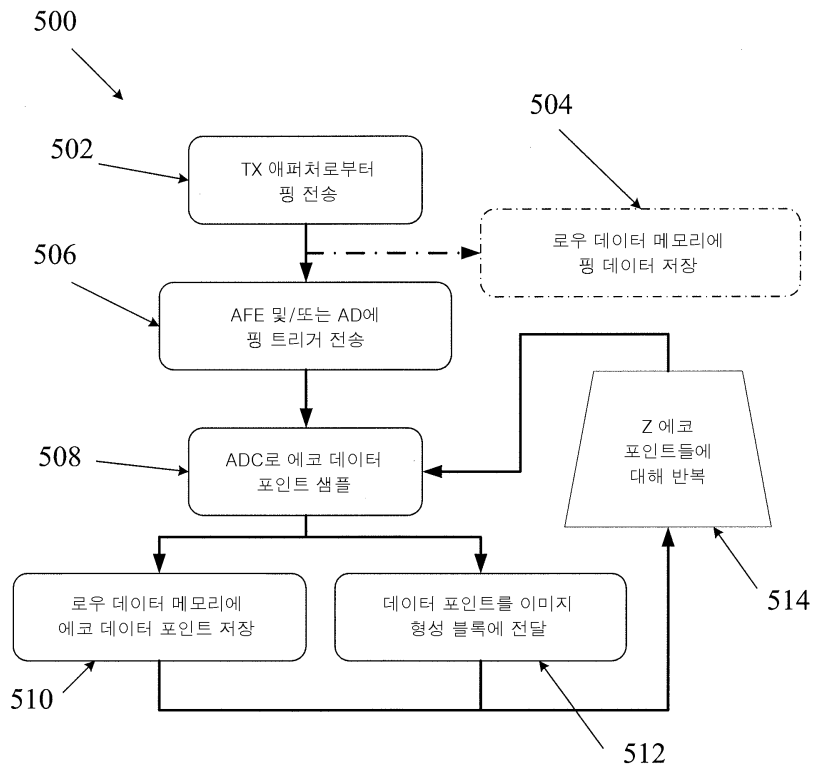 500
502
TX 애퍼처로부터
핑 전송
504
로우 데이터 메모리에
핑 데이터 저장
506
AFE 및/또는 AD에
핑 트리거 전송
508
ADC로 에코 데이터
포인트 샘플
Z 에코
포인트들에
대해 반복
514
로우 데이터 메모리에
에코 데이터 포인트 저장
510
데이터 포인트를 이미지
형성 블록에 전달
512